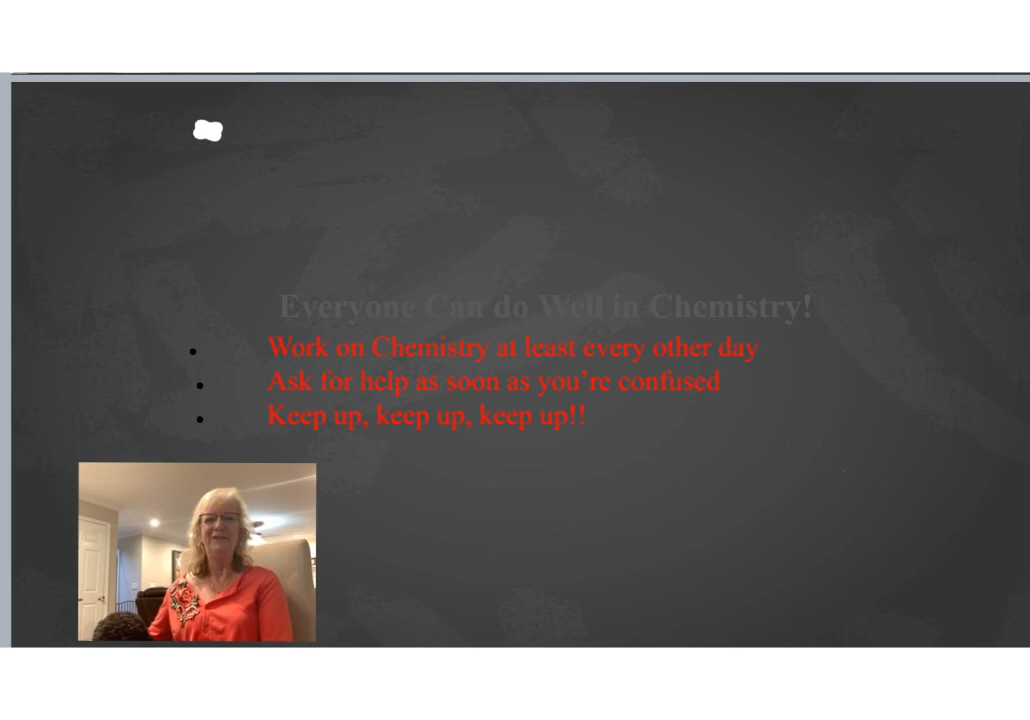 Everyone Can do Well in Chemistry!
Work on Chemistry at least every other day
Ask for help as soon as you're confused
Keep up, keep up, keep up!!